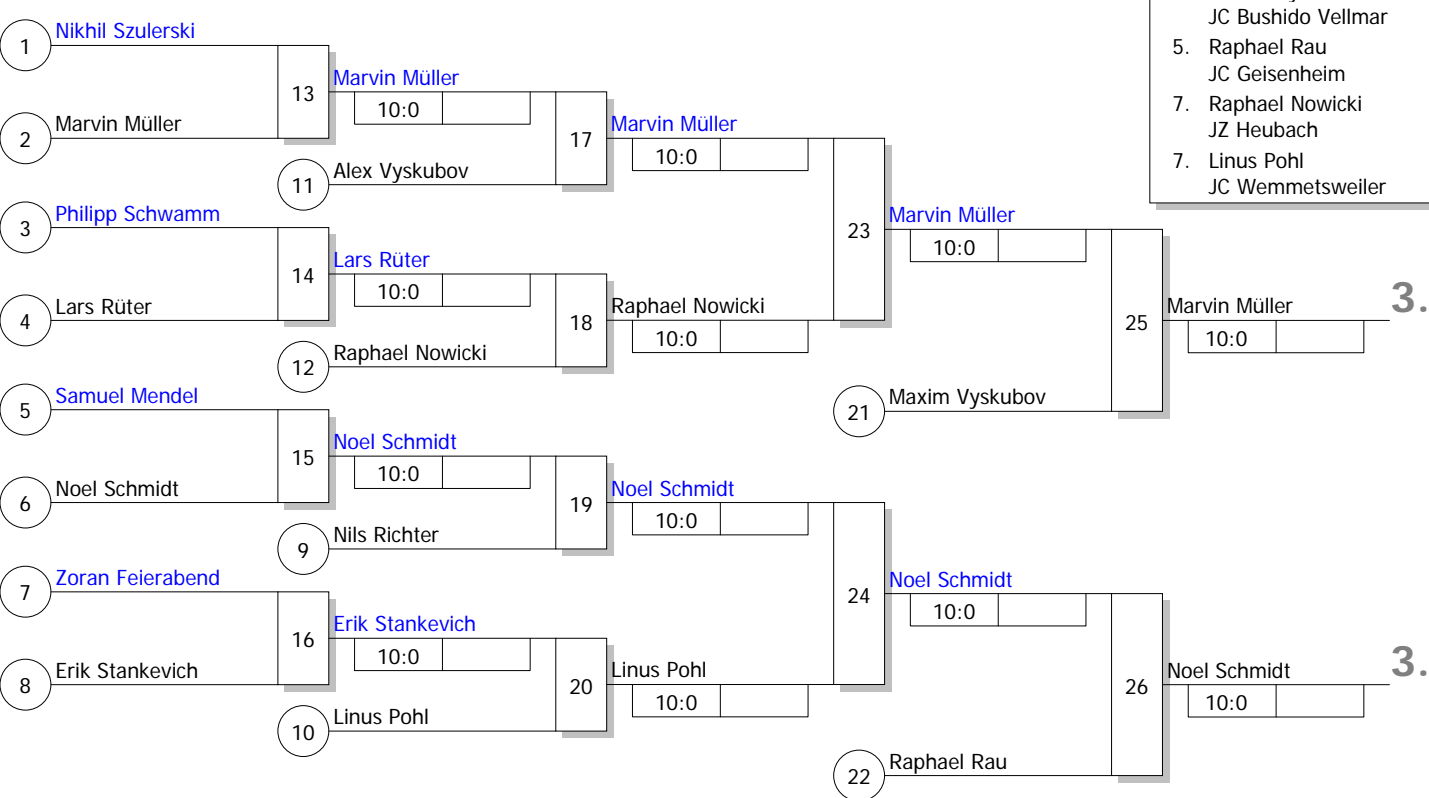 JC Bushido Vellmar
5. Raphael Rau
JC Geisenheim
7. Raphael Nowicki
JZ Heubach
7. Linus Pohl
JC Wemmetsweiler
1 Nikhil Szulerski
13 Marvin Müller
10:0
2 Marvin Müller
17 Marvin Müller
10:0
11 Alex Vyskubov
3 Philipp Schwamm
23 Marvin Müller
10:0
14 Lars Rüter
10:0
4 Lars Rüter
18 Raphael Nowicki
10:0
25 Marvin Müller 3.
10:0
12 Raphael Nowicki
5 Samuel Mendel
21 Maxim Vyskubov
15 Noel Schmidt
10:0
6 Noel Schmidt
19 Noel Schmidt
10:0
9 Nils Richter
7 Zoran Feierabend
24 Noel Schmidt
10:0
16 Erik Stankevich
10:0
8 Erik Stankevich
20 Linus Pohl
10:0
26 Noel Schmidt 3.
10:0
10 Linus Pohl
22 Raphael Rau